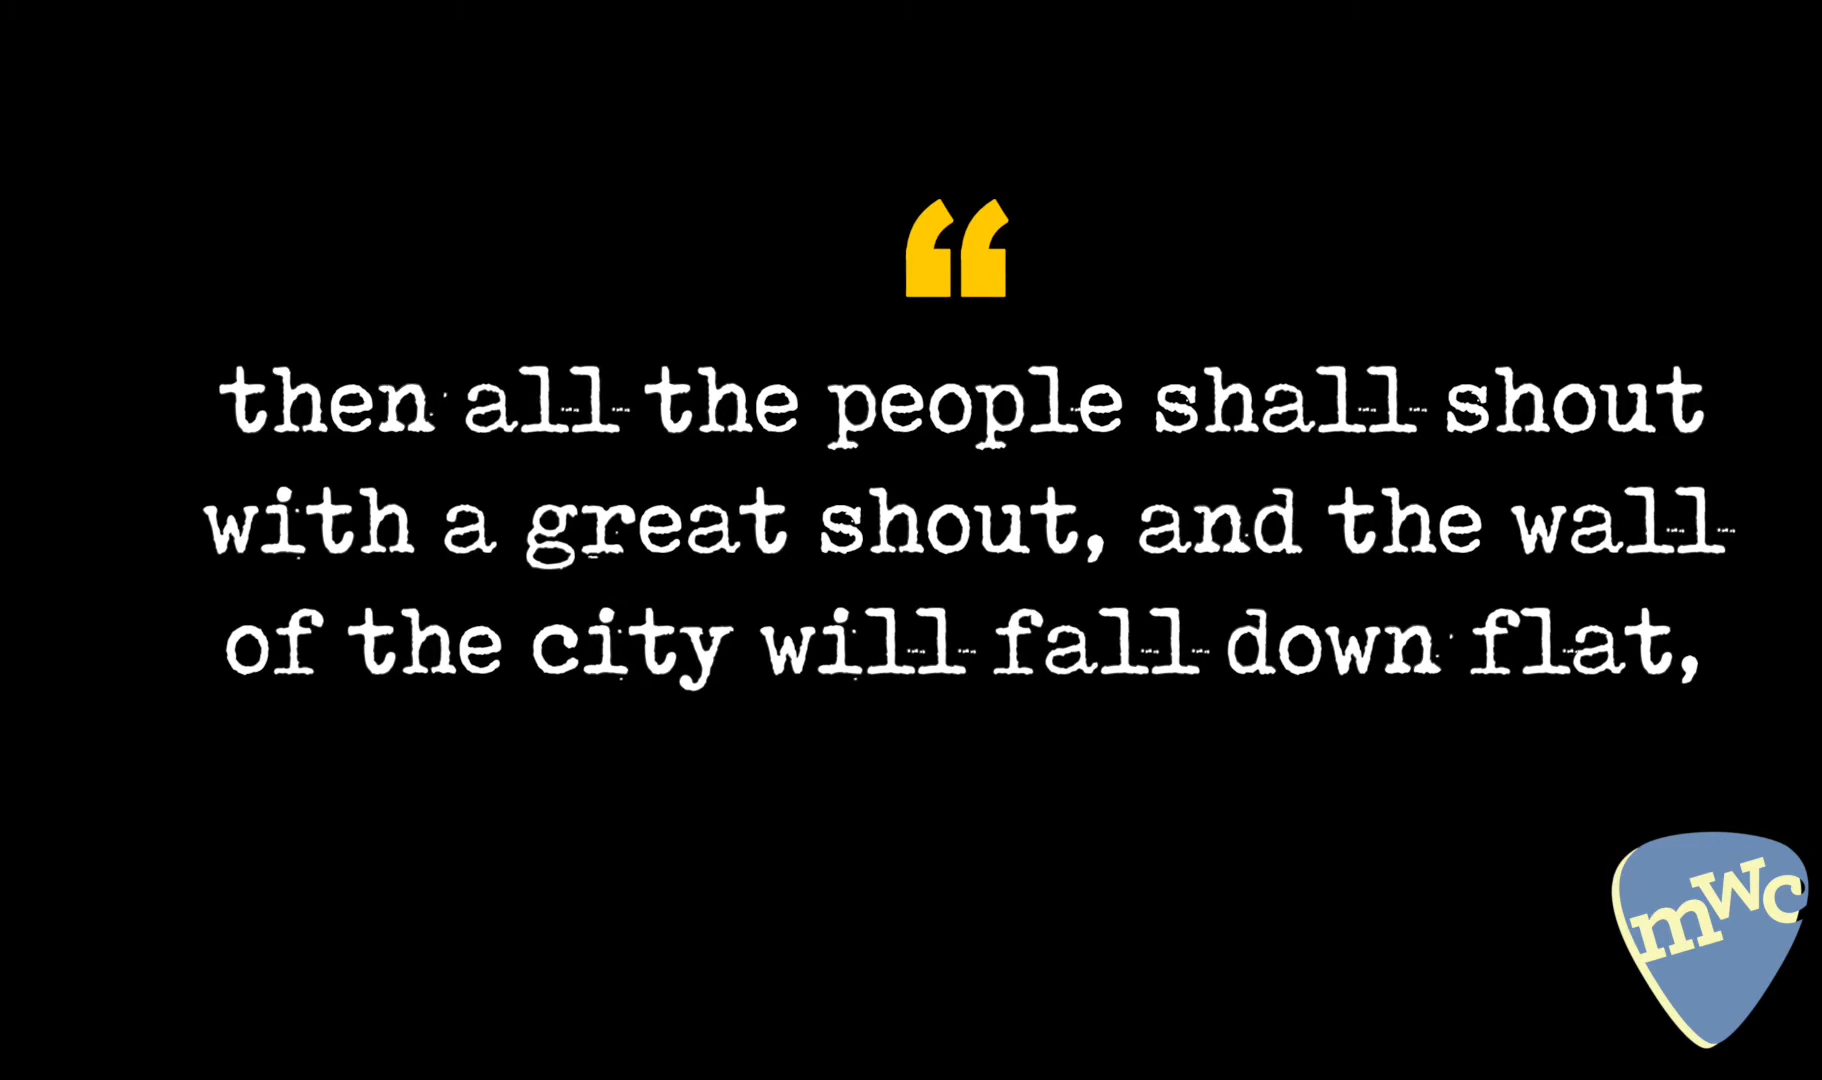 “
then all the people shall shout
with a great shout, and the wall
of the city will fall down flat,
mwc